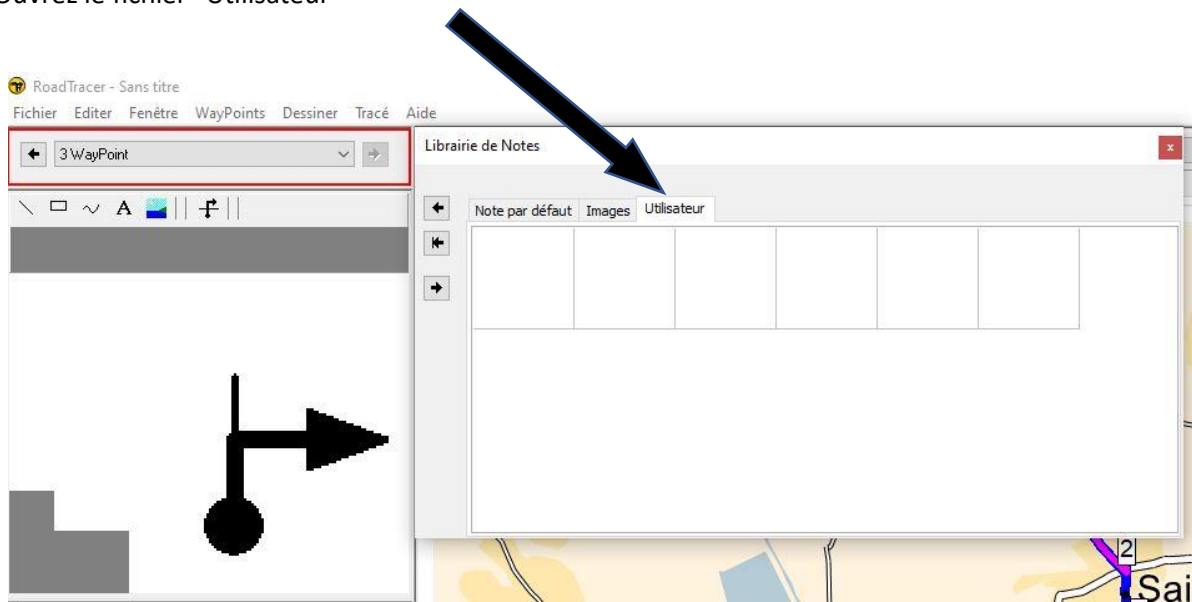 Ouvrez le fichier "Utilisateur"
RoadTracer - Sans titre
Fichier Editer Fenêtre WayPoints Dessiner Tracé Aide
3 WayPoint
Librairie de Notes
x
A
Note par défaut Images Utilisateur
2
Sai